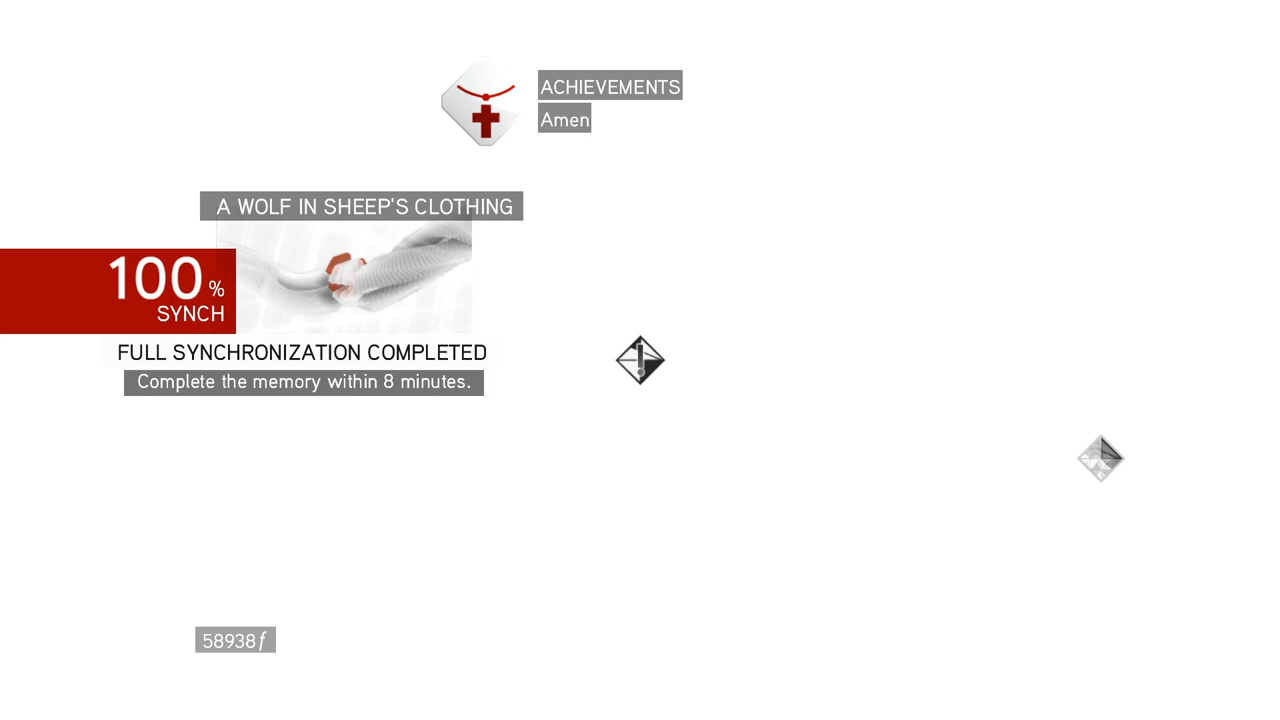 ACHIEVEMENTS
Amen
A WOLF IN SHEEP'S CLOTHING
100 %
SYNCH
FULL SYNCHRONIZATION COMPLETED
Complete the memory within 8 minutes.
58938ƒ